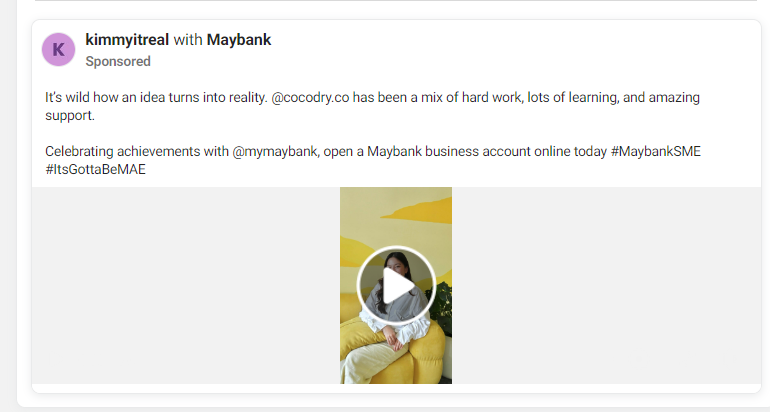 K
kimmyitreal with Maybank
Sponsored
It's wild how an idea turns into reality. @cocodry.co has been a mix of hard work, lots of learning, and amazing
support.
Celebrating achievements with @mymaybank, open a Maybank business account online today #MaybankSME
#ItsGottaBeMAE